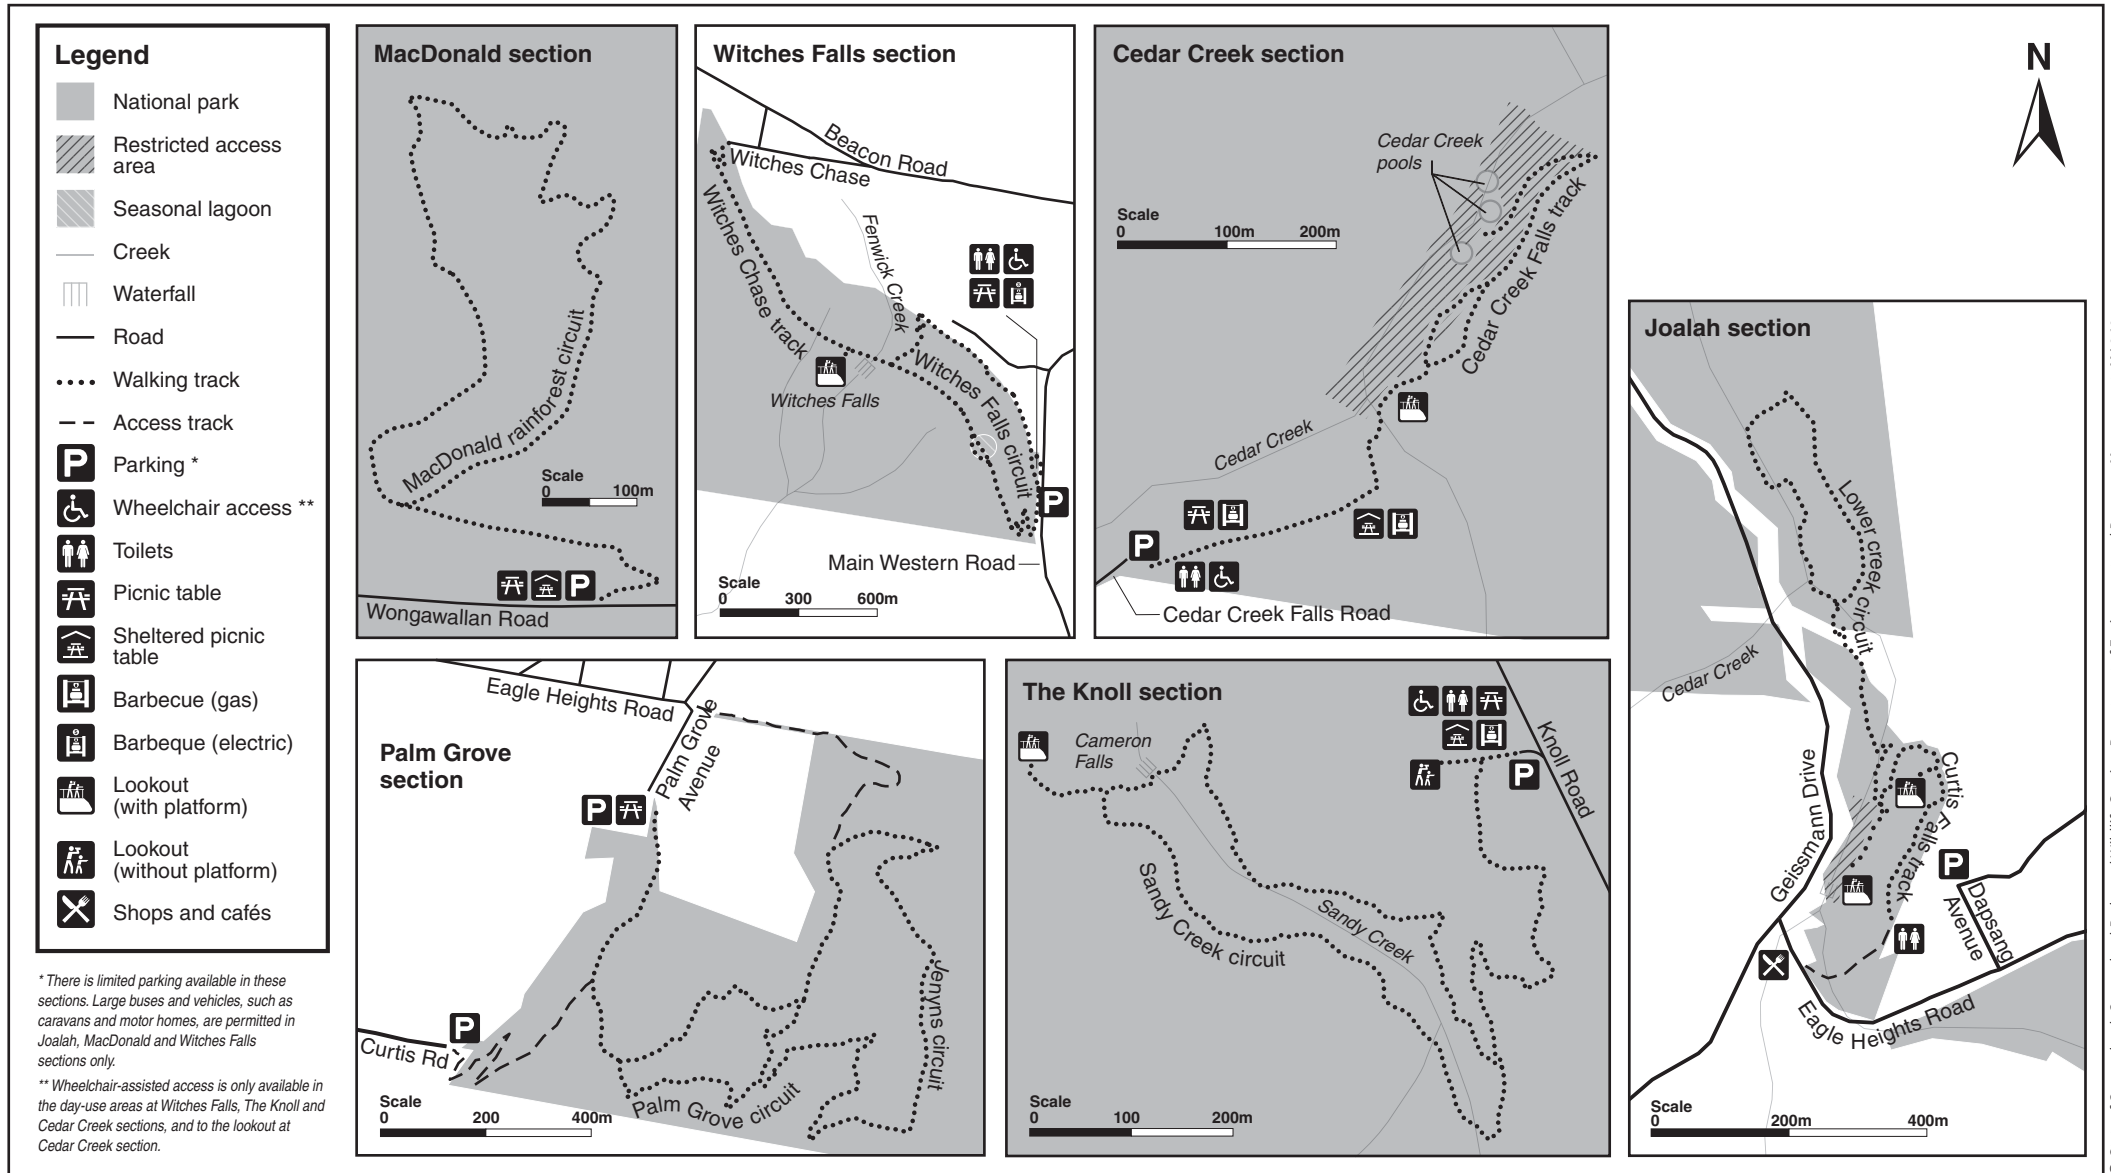 Legend
National park
Restricted access
area
Seasonal lagoon
Creek
Waterfall
Road
Walking track
Access track
P
Parking *
Wheelchair access **
Toilets
Picnic table
Sheltered picnic
table
Barbecue (gas)
Barbeque (electric)
Lookout
(with platform)
Lookout
(without platform)
Shops and cafés
* There is limited parking available in these
sections. Large buses and vehicles, such as
caravans and motor homes, are permitted in
Joalah, MacDonald and Witches Falls
sections only.
** Wheelchair-assisted access is only available in
the day-use areas at Witches Falls, The Knoll and
Cedar Creek sections, and to the lookout at
Cedar Creek section.
MacDonald section
MacDonald rainforest circuit
Scale
0 100m
P
Wongawallan Road
Witches Falls section
Beacon Road
Witches Chase
Witches Chase track
Fenwick Creek
Witches Falls
Witches Falls circuit
P
Main Western Road
Scale
0 300 600m
Cedar Creek section
Cedar Creek
pools
Scale
0 100m 200m
Cedar Creek Falls track
Cedar Creek
P
Cedar Creek Falls Road
N
Joalah section
Lower creek circuit
Cedar Creek
Geissmann Drive
Curtis Falls track
P
Dapsang
Avenue
Eagle Heights Road
Scale
0 200m 400m
Palm Grove
section
Eagle Heights Road
Palm Grove
Avenue
P
P
Curtis Rd
Jenyns circuit
Palm Grove circuit
Scale
0 200 400m
The Knoll section
Cameron
Falls
Knoll Road
P
Sandy Creek circuit
Sandy Creek
Scale
0 100 200m